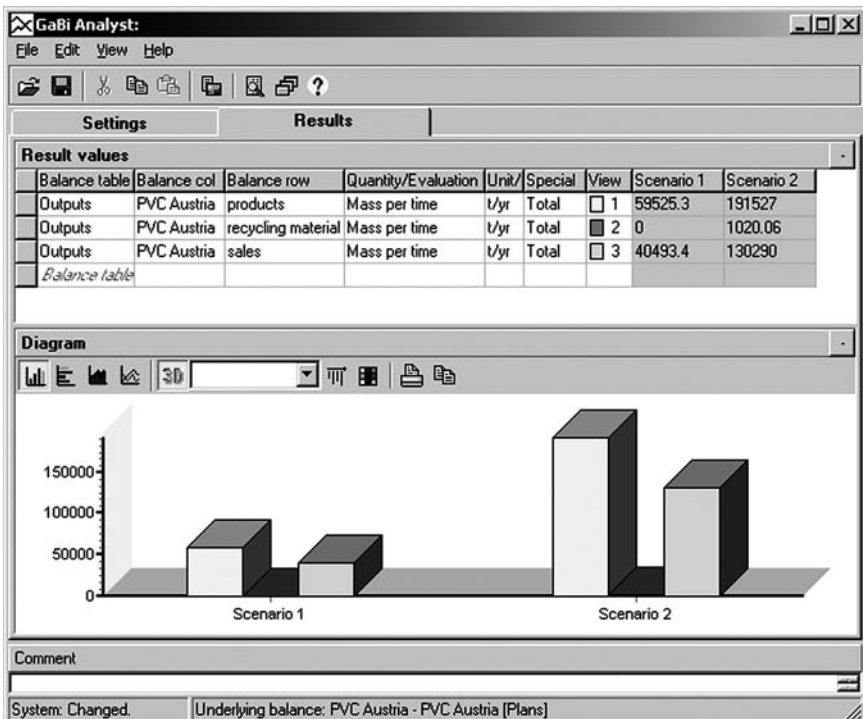 GaBi Analyst:
File Edit View Help
Settings Results
Result values
Balance table Balance col Balance row Quantity/Evaluation Unit/ Special View Scenario 1 Scenario 2
Outputs PVC Austria products Mass per time t/yr Total 1 59525.3 191527
Outputs PVC Austria recycling material Mass per time t/yr Total 2 0 1020.06
Outputs PVC Austria sales Mass per time t/yr Total 3 40493.4 130290
Balance table
Diagram
3D
150000
100000
50000
0
Scenario 1 Scenario 2
Comment
System: Changed. Underlying balance: PVC Austria - PVC Austria [Plans]